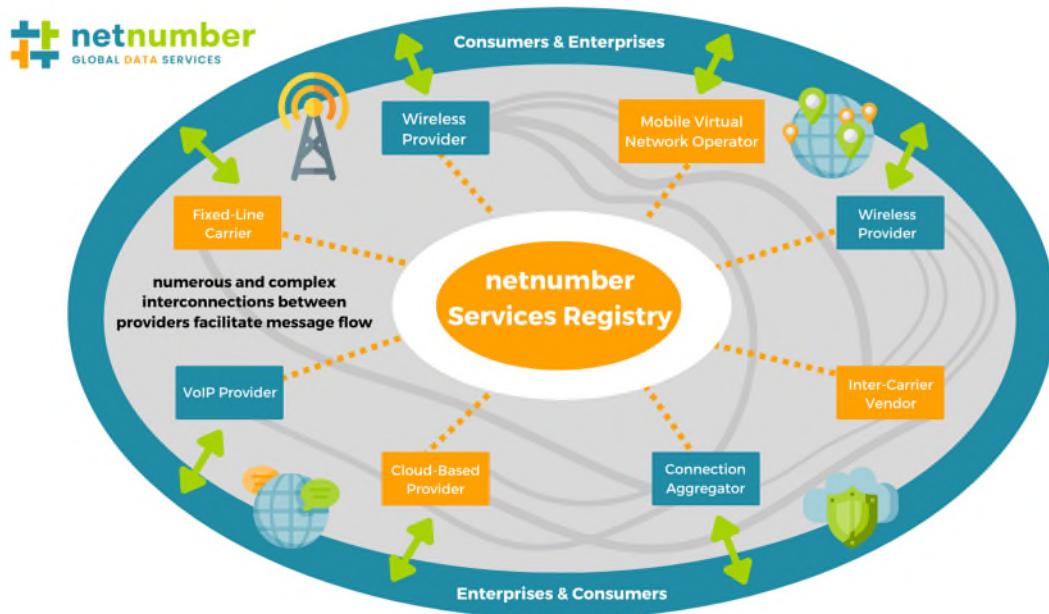 netnumber
GLOBAL DATA SERVICES
Consumers & Enterprises
Wireless
Provider
Mobile Virtual
Network Operator
Fixed-Line
Carrier
Wireless
Provider
numerous and complex
interconnections between
providers facilitate message flow
netnumber
Services Registry
VoIP Provider
Inter-Carrier
Vendor
Cloud-Based
Provider
Connection
Aggregator
Enterprises & Consumers